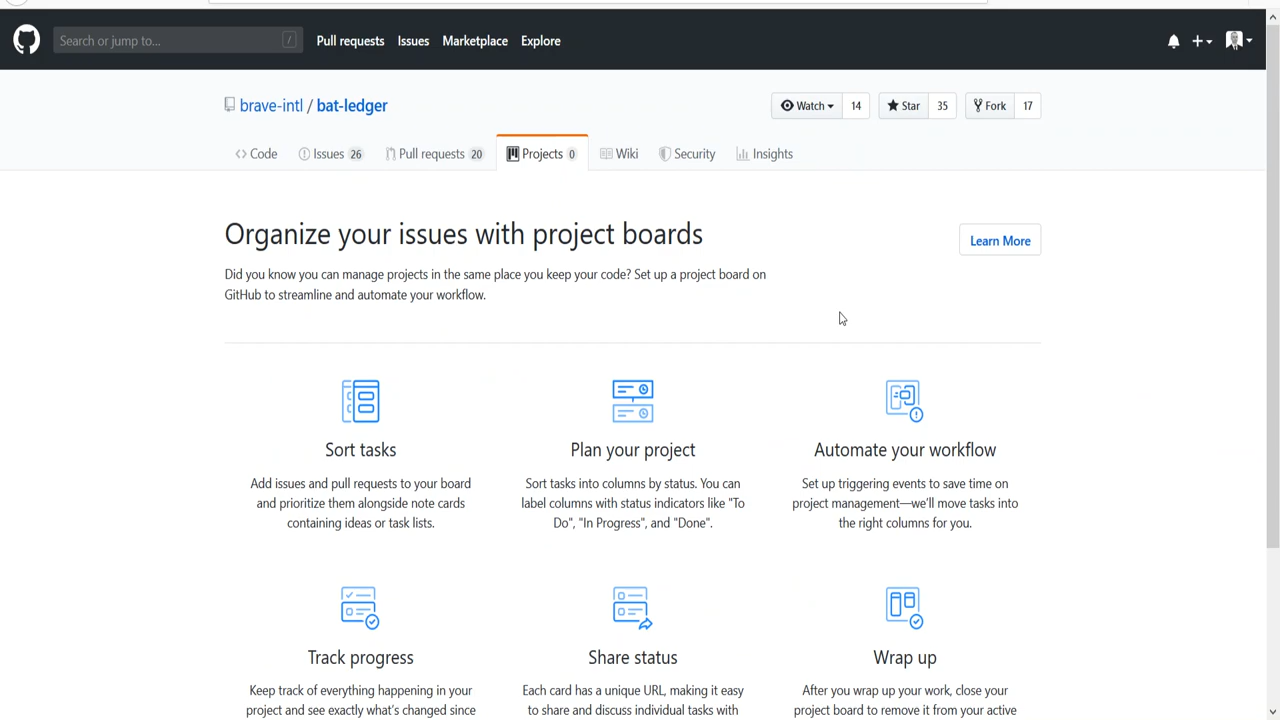 Search or jump to... /
Pull requests Issues Marketplace Explore
brave-intl / bat-ledger
Watch 14 Star 35 Fork 17
Code Issues 26 Pull requests 20 Projects 0 Wiki Security Insights
Organize your issues with project boards
Learn More
Did you know you can manage projects in the same place you keep your code? Set up a project board on
GitHub to streamline and automate your workflow.
Sort tasks
Add issues and pull requests to your board
and prioritize them alongside note cards
containing ideas or task lists.
Plan your project
Sort tasks into columns by status. You can
label columns with status indicators like "To
Do", "In Progress", and "Done".
Automate your workflow
Set up triggering events to save time on
project management—we'll move tasks into
the right columns for you.
Track progress
Keep track of everything happening in your
project and see exactly what's changed since
Share status
Each card has a unique URL, making it easy
to share and discuss individual tasks with
Wrap up
After you wrap up your work, close your
project board to remove it from your active